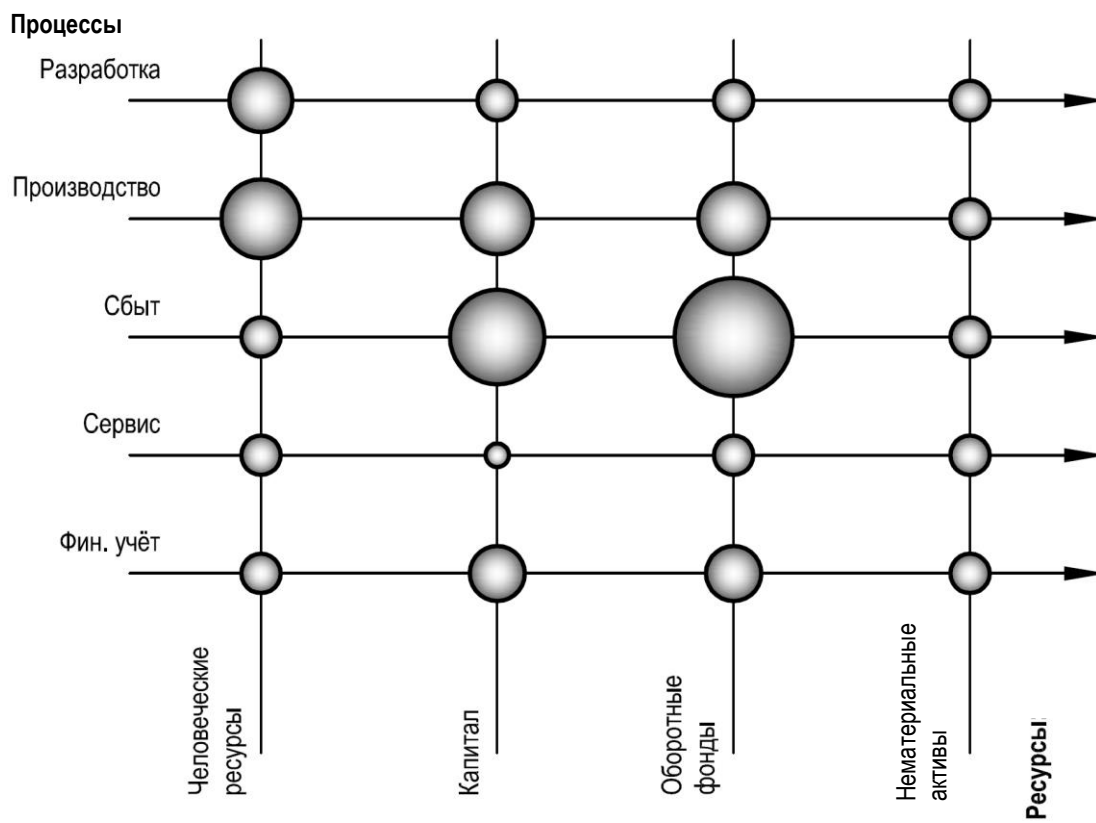 Процессы
Разработка
Производство
Сбыт
Сервис
Фин. учёт
Человеческие
ресурсы
Капитал
Оборотные
фонды
Нематериальные
активы
Ресурсы